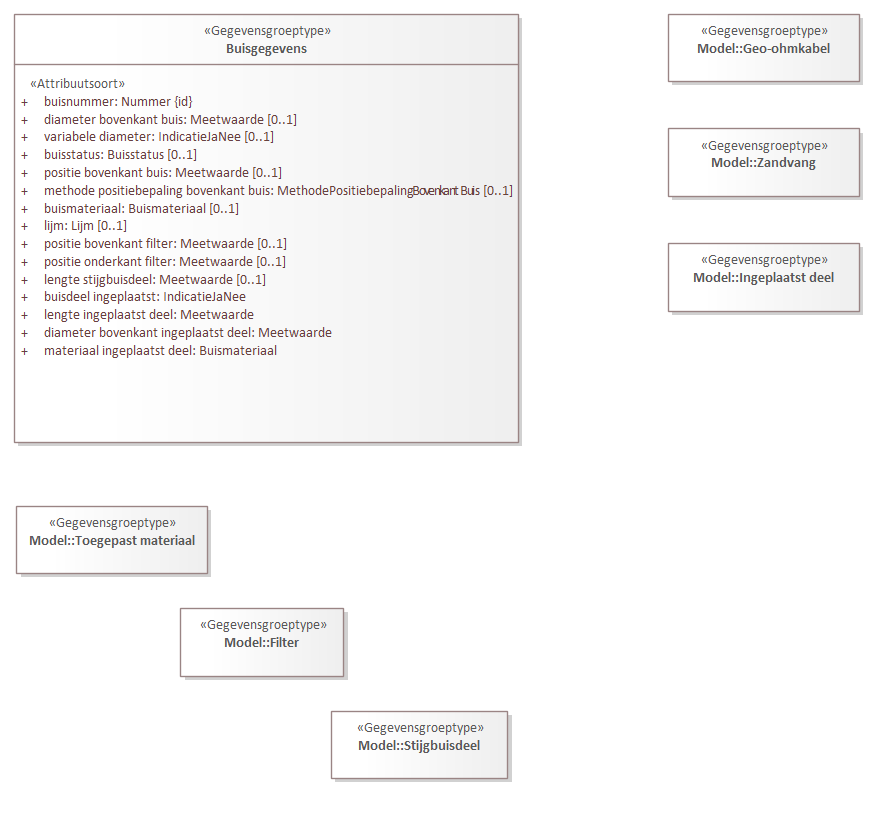 «Gegevensgroeptype»
Buisgegevens
«Attribuutsoort»
+ buisnummer: Nummer {id}
+ diameter bovenkant buis: Meetwaarde [0..1]
+ variabele diameter: IndicatieJaNee [0..1]
+ buisstatus: Buisstatus [0..1]
+ positie bovenkant buis: Meetwaarde [0..1]
+ methode positiebepaling bovenkant buis: MethodePositiebepalingBovenkant Buis [0..1]
+ buismateriaal: Buismateriaal [0..1]
+ lijm: Lijm [0..1]
+ positie bovenkant filter: Meetwaarde [0..1]
+ positie onderkant filter: Meetwaarde [0..1]
+ lengte stijgbuisdeel: Meetwaarde [0..1]
+ buisdeel ingeplaatst: IndicatieJaNee
+ lengte ingeplaatst deel: Meetwaarde
+ diameter bovenkant ingeplaatst deel: Meetwaarde
+ materiaal ingeplaatst deel: Buismateriaal
«Gegevensgroeptype»
Model::Geo-ohmkabel
«Gegevensgroeptype»
Model::Zandvang
«Gegevensgroeptype»
Model::Ingeplaatst deel
«Gegevensgroeptype»
Model::Toegepast materiaal
«Gegevensgroeptype»
Model::Filter
«Gegevensgroeptype»
Model::Stijgbuisdeel